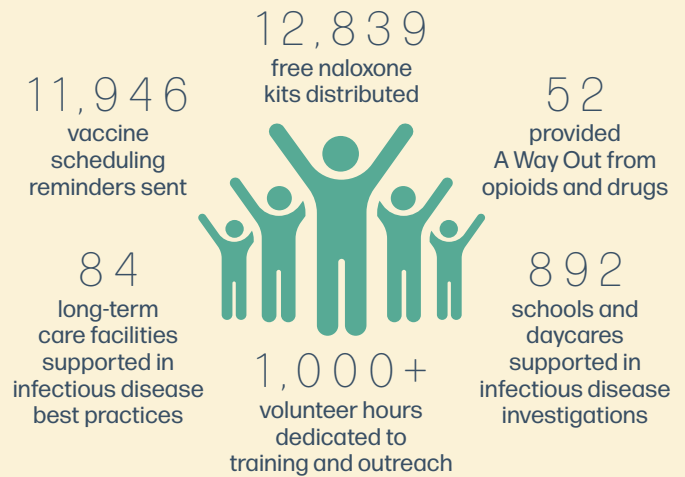 12,839
free naloxone
kits distributed
11,946
vaccine
scheduling
reminders sent
52
provided
A Way Out from
opioids and drugs
84
long-term
care facilities
supported in
infectious disease
best practices
1,000+
volunteer hours
dedicated to
training and outreach
892
schools and
daycares
supported in
infectious disease
investigations